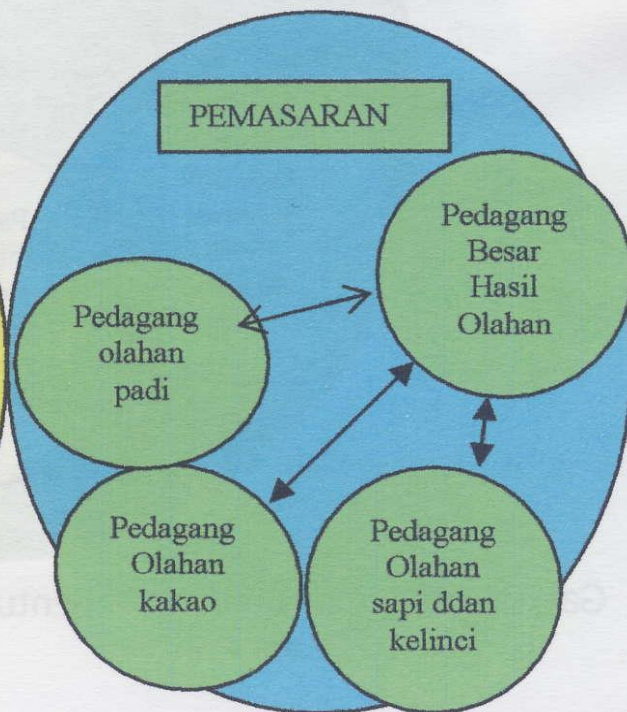 PEMASARAN
Pedagang
Besar
Hasil
Olahan
Pedagang
olahan
padi
Pedagang
Olahan
kakao
Pedagang
Olahan
sapi ddan
kelinci